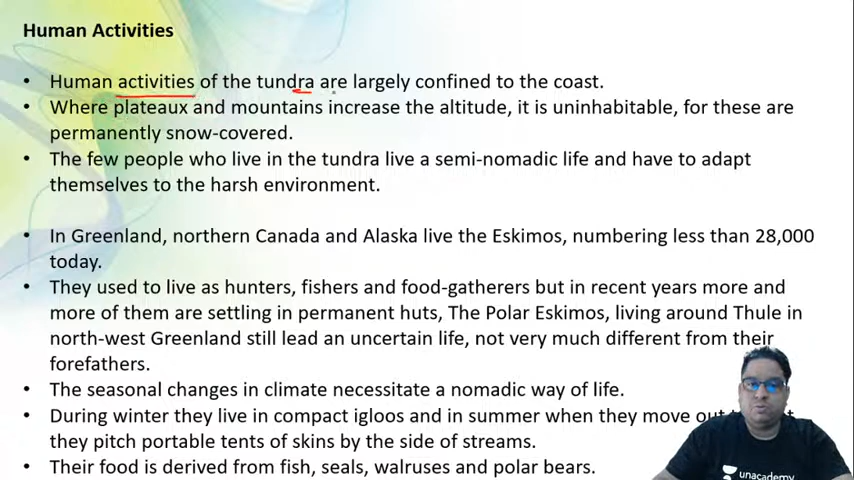 Human Activities
• Human activities of the tundra are largely confined to the coast.
• Where plateaux and mountains increase the altitude, it is uninhabitable, for these are
permanently snow-covered.
• The few people who live in the tundra live a semi-nomadic life and have to adapt
themselves to the harsh environment.
• In Greenland, northern Canada and Alaska live the Eskimos, numbering less than 28,000
today.
• They used to live as hunters, fishers and food-gatherers but in recent years more and
more of them are settling in permanent huts, The Polar Eskimos, living around Thule in
north-west Greenland still lead an uncertain life, not very much different from their
forefathers.
• The seasonal changes in climate necessitate a nomadic way of life.
• During winter they live in compact igloos and in summer when they move out
they pitch portable tents of skins by the side of streams.
• Their food is derived from fish, seals, walruses and polar bears.
unacademy